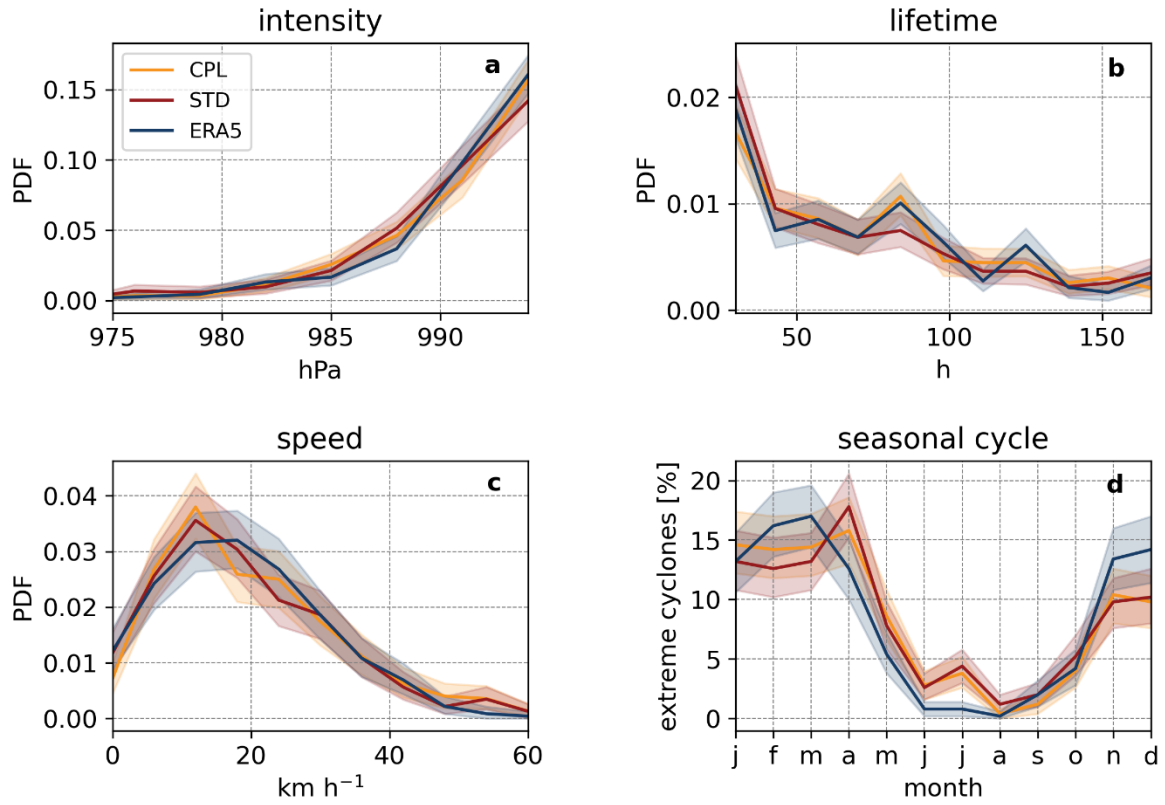 intensity
a
CPL
STD
ERA5
0.15
0.10
0.05
0.00
PDF
975 980 985 990
hPa
lifetime
b
0.02
0.01
0.00
PDF
50 100 150
h
speed
c
0.04
0.03
0.02
0.01
0.00
PDF
0 20 40 60
km h⁻¹
seasonal cycle
d
20
15
10
5
0
extreme cyclones [%]
j f m a m j j a s o n d
month